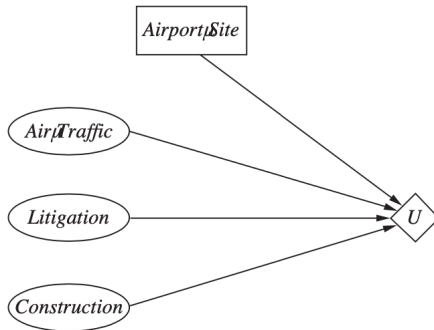 Airport Site
Air Traffic
Litigation
U
Construction